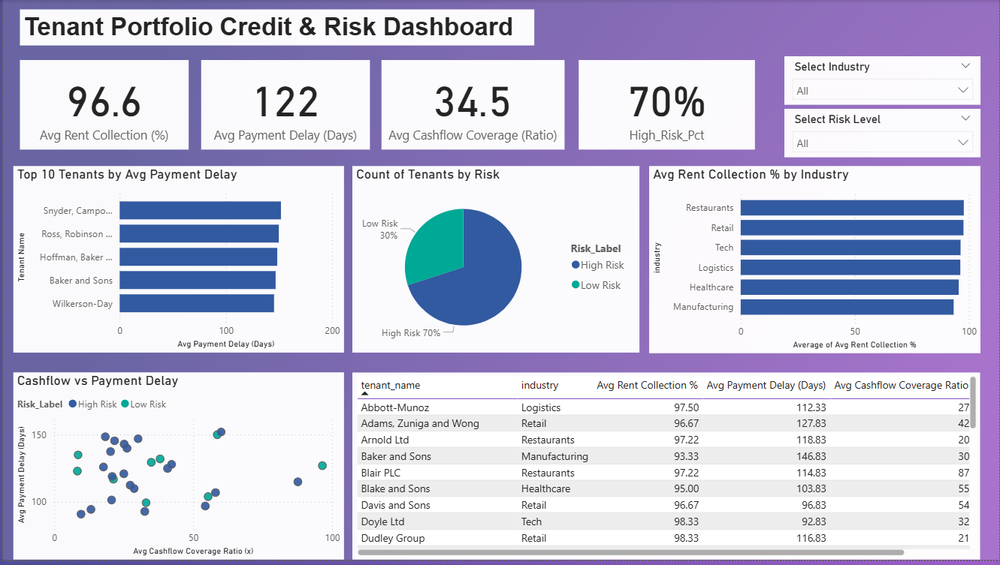 Tenant Portfolio Credit & Risk Dashboard
96.6
Avg Rent Collection (%)
122
Avg Payment Delay (Days)
34.5
Avg Cashflow Coverage (Ratio)
70%
High_Risk_Pct
Select Industry
All
Select Risk Level
All
Top 10 Tenants by Avg Payment Delay
Tenant Name
Snyder, Campo...
Ross, Robinson ...
Hoffman, Baker ...
Baker and Sons
Wilkerson-Day
0 100 200
Avg Payment Delay (Days)
Count of Tenants by Risk
Low Risk
30%
High Risk 70%
Risk_Label
High Risk
Low Risk
Avg Rent Collection % by Industry
industry
Restaurants
Retail
Tech
Logistics
Healthcare
Manufacturing
0 50 100
Average of Avg Rent Collection %
Cashflow vs Payment Delay
Risk_Label High Risk Low Risk
Avg Payment Delay (Days)
150
100
0 50 100
Avg Cashflow Coverage Ratio (x)
tenant_name industry Avg Rent Collection % Avg Payment Delay (Days) Avg Cashflow Coverage Ratio
Abbott-Munoz Logistics 97.50 112.33 27
Adams, Zuniga and Wong Retail 96.67 127.83 42
Arnold Ltd Restaurants 97.22 118.83 20
Baker and Sons Manufacturing 93.33 146.83 30
Blair PLC Restaurants 97.22 114.83 87
Blake and Sons Healthcare 95.00 103.83 55
Davis and Sons Retail 96.67 96.83 54
Doyle Ltd Tech 98.33 92.83 32
Dudley Group Retail 98.33 116.83 21